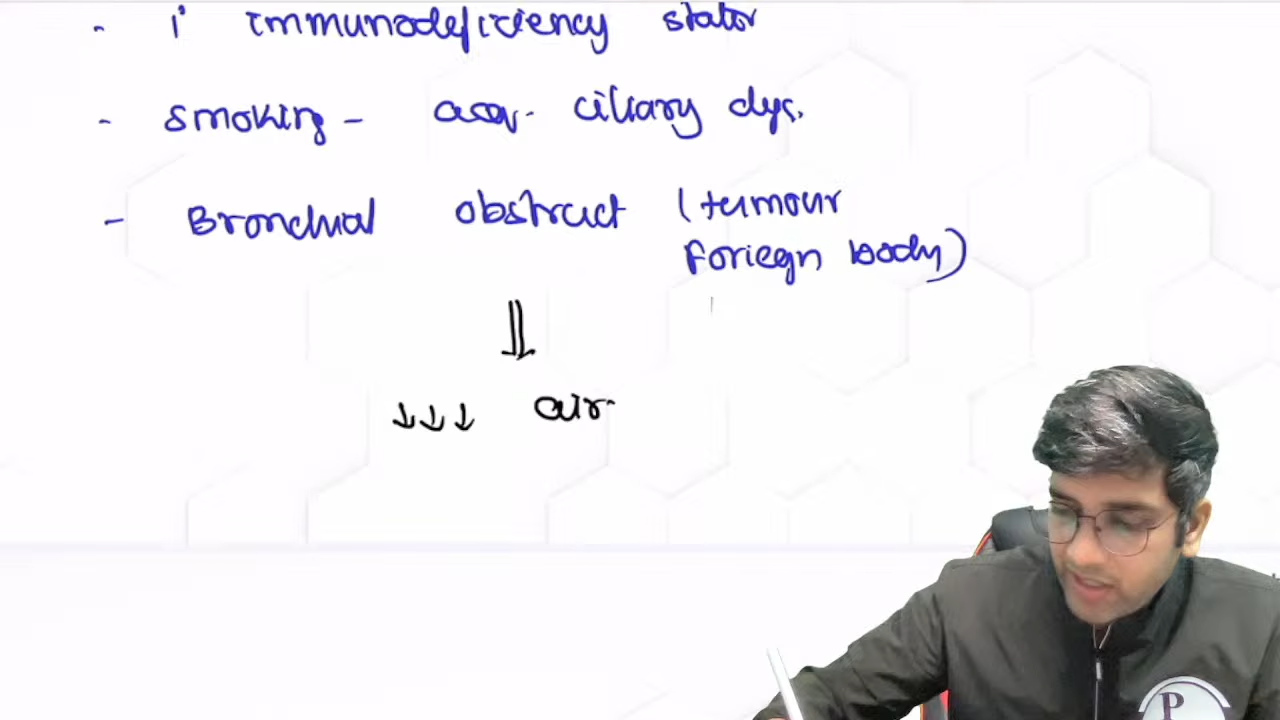 - 1° immunodeficiency states
- smoking - acq. ciliary dys.
- Bronchial obstruct (tumour
foriegn body)
↓↓↓ air
P